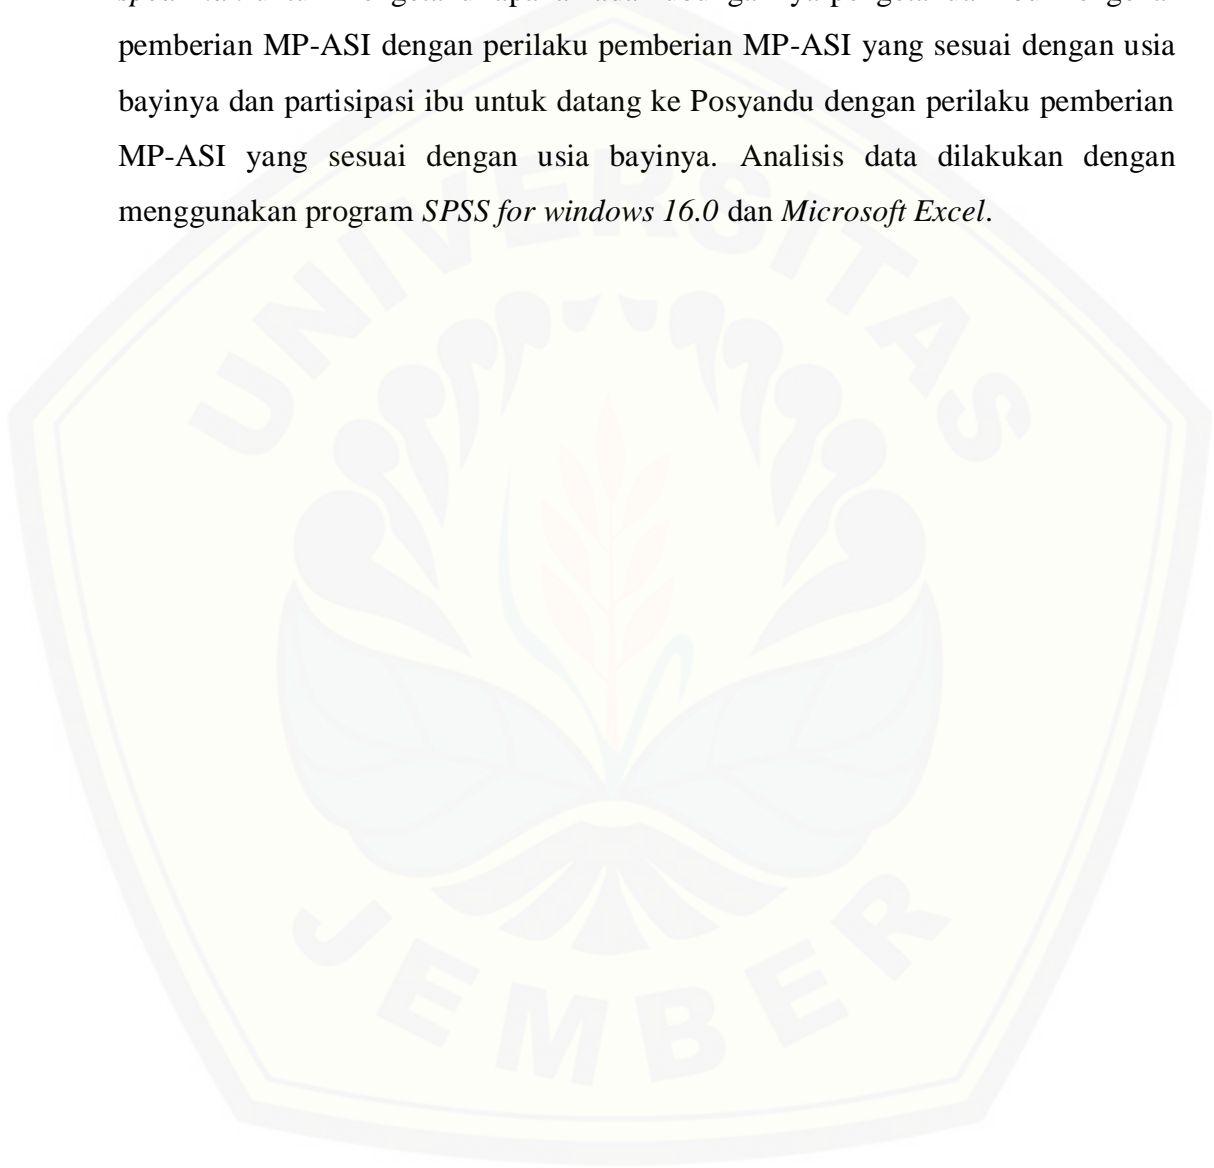 pemberian MP-ASI dengan perilaku pemberian MP-ASI yang sesuai dengan usia
bayinya dan partisipasi ibu untuk datang ke Posyandu dengan perilaku pemberian
MP-ASI yang sesuai dengan usia bayinya. Analisis data dilakukan dengan
menggunakan program SPSS for windows 16.0 dan Microsoft Excel.
UNIVERSITAS
JEMBER